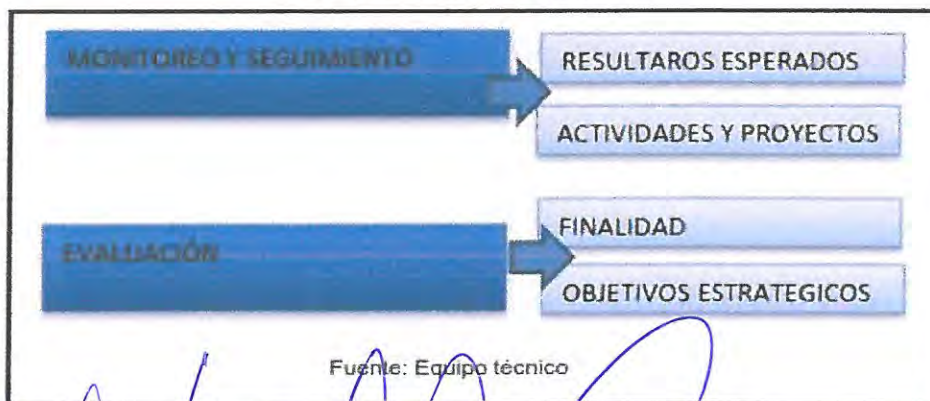 MONITOREO Y SEGUIMIENTO
RESULTAROS ESPERADOS
ACTIVIDADES Y PROYECTOS
EVALUACIÓN
FINALIDAD
OBJETIVOS ESTRATEGICOS
Fuente: Equipo técnico